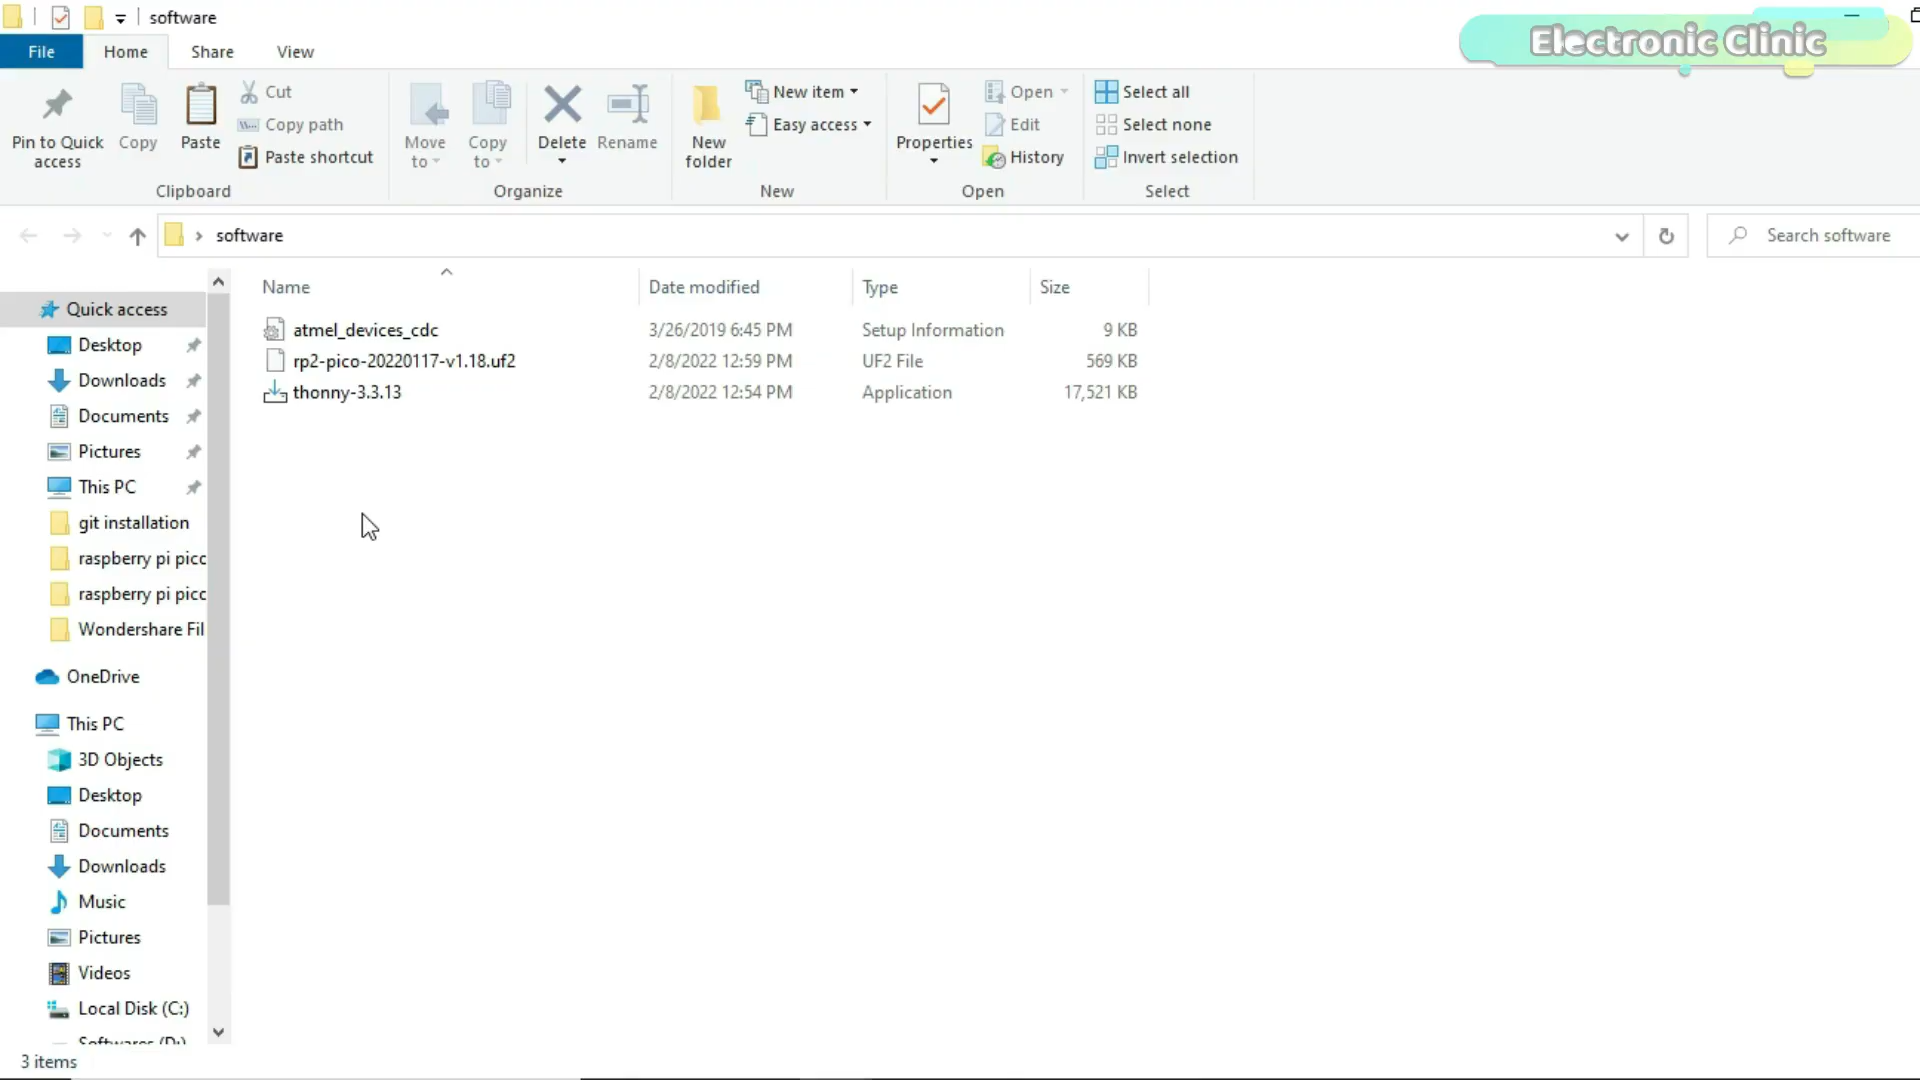 software
Electronic Clinic
File Home Share View
Pin to Quick access
Copy
Paste
Cut
Copy path
Paste shortcut
Clipboard
Move to
Copy to
Delete
Rename
Organize
New folder
New item
Easy access
New
Properties
Open
Edit
History
Open
Select all
Select none
Invert selection
Select
software
Search software
Name Date modified Type Size
atmel_devices_cdc 3/26/2019 6:45 PM Setup Information 9 KB
rp2-pico-20220117-v1.18.uf2 2/8/2022 12:59 PM UF2 File 569 KB
thonny-3.3.13 2/8/2022 12:54 PM Application 17,521 KB
Quick access
Desktop
Downloads
Documents
Pictures
This PC
git installation
raspberry pi picc
raspberry pi picc
Wondershare Fil
OneDrive
This PC
3D Objects
Desktop
Documents
Downloads
Music
Pictures
Videos
Local Disk (C:)
Softwares (D:)
3 items